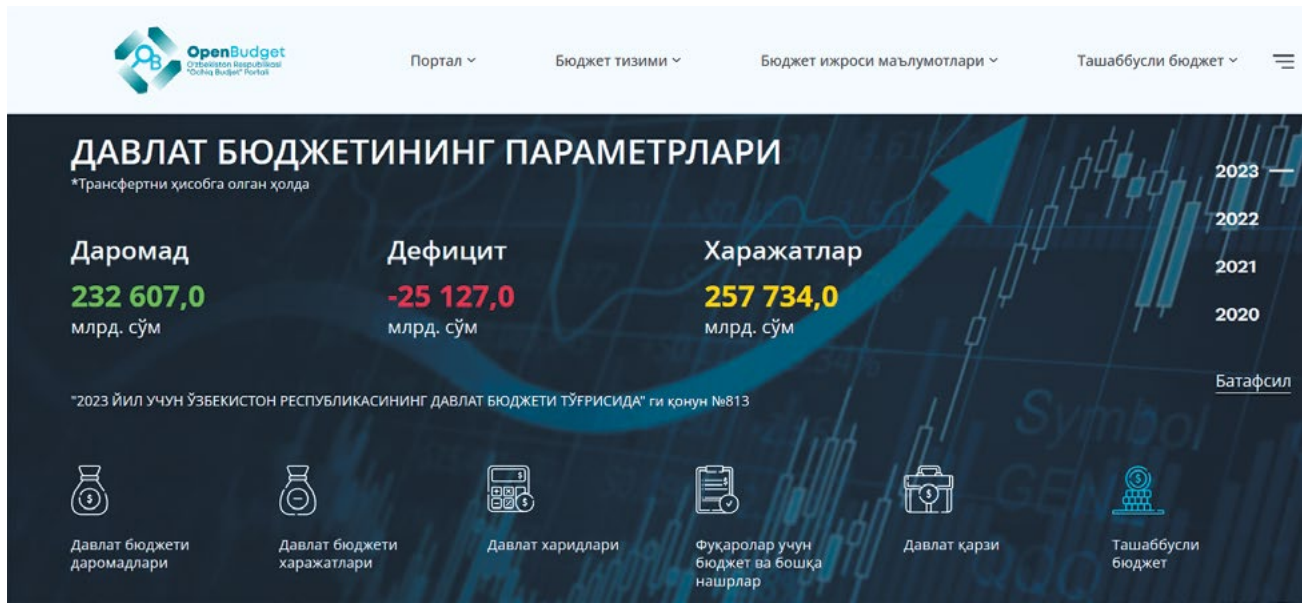 OpenBudget
O'zbekiston Respublikasi
"Ochiq Budjet" Portali
Портал
Бюджет тизими
Бюджет ижроси маълумотлари
Ташаббусли бюджет
ДАВЛАТ БЮДЖЕТИНИНГ ПАРАМЕТРЛАРИ
*Трансфертни ҳисобга олган ҳолда
2023
2022
2021
2020
Даромад
232 607,0
млрд. сўм
Дефицит
-25 127,0
млрд. сўм
Харажатлар
257 734,0
млрд. сўм
Батафсил
"2023 ЙИЛ УЧУН ЎЗБЕКИСТОН РЕСПУБЛИКАСИНИНГ ДАВЛАТ БЮДЖЕТИ ТЎҒРИСИДА" ги қонун №813
Symbol
GENE
QQQ
Давлат бюджети
даромадлари
Давлат бюджети
харажатлари
Давлат харидлари
Фуқаролар учун
бюджет ва бошқа
нашрлар
Давлат қарзи
Ташаббусли
бюджет